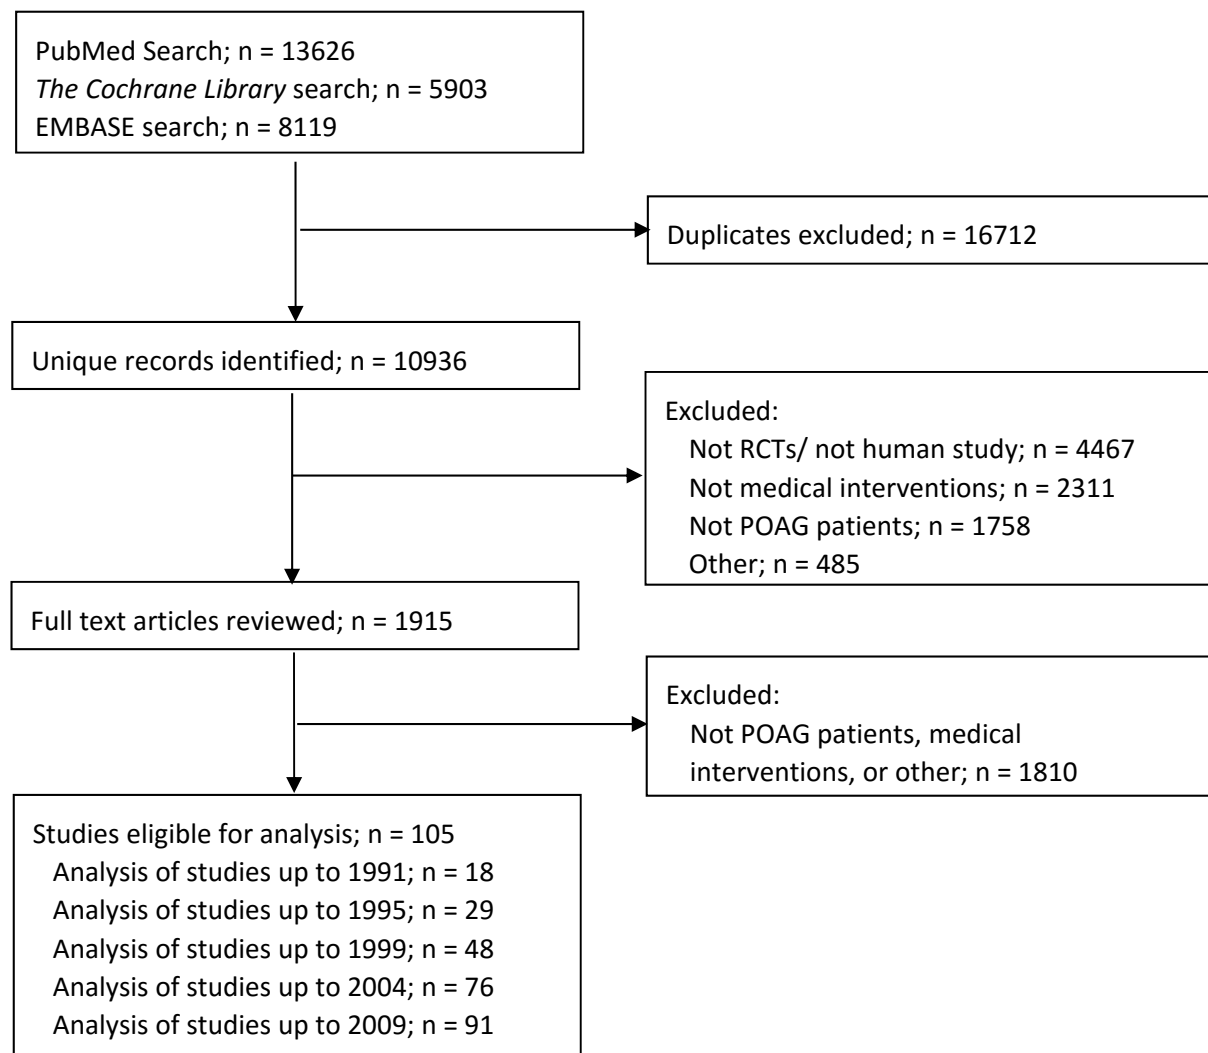 PubMed Search; n = 13626
The Cochrane Library search; n = 5903
EMBASE search; n = 8119
Duplicates excluded; n = 16712
Unique records identified; n = 10936
Excluded:
Not RCTs/ not human study; n = 4467
Not medical interventions; n = 2311
Not POAG patients; n = 1758
Other; n = 485
Full text articles reviewed; n = 1915
Excluded:
Not POAG patients, medical
interventions, or other; n = 1810
Studies eligible for analysis; n = 105
Analysis of studies up to 1991; n = 18
Analysis of studies up to 1995; n = 29
Analysis of studies up to 1999; n = 48
Analysis of studies up to 2004; n = 76
Analysis of studies up to 2009; n = 91